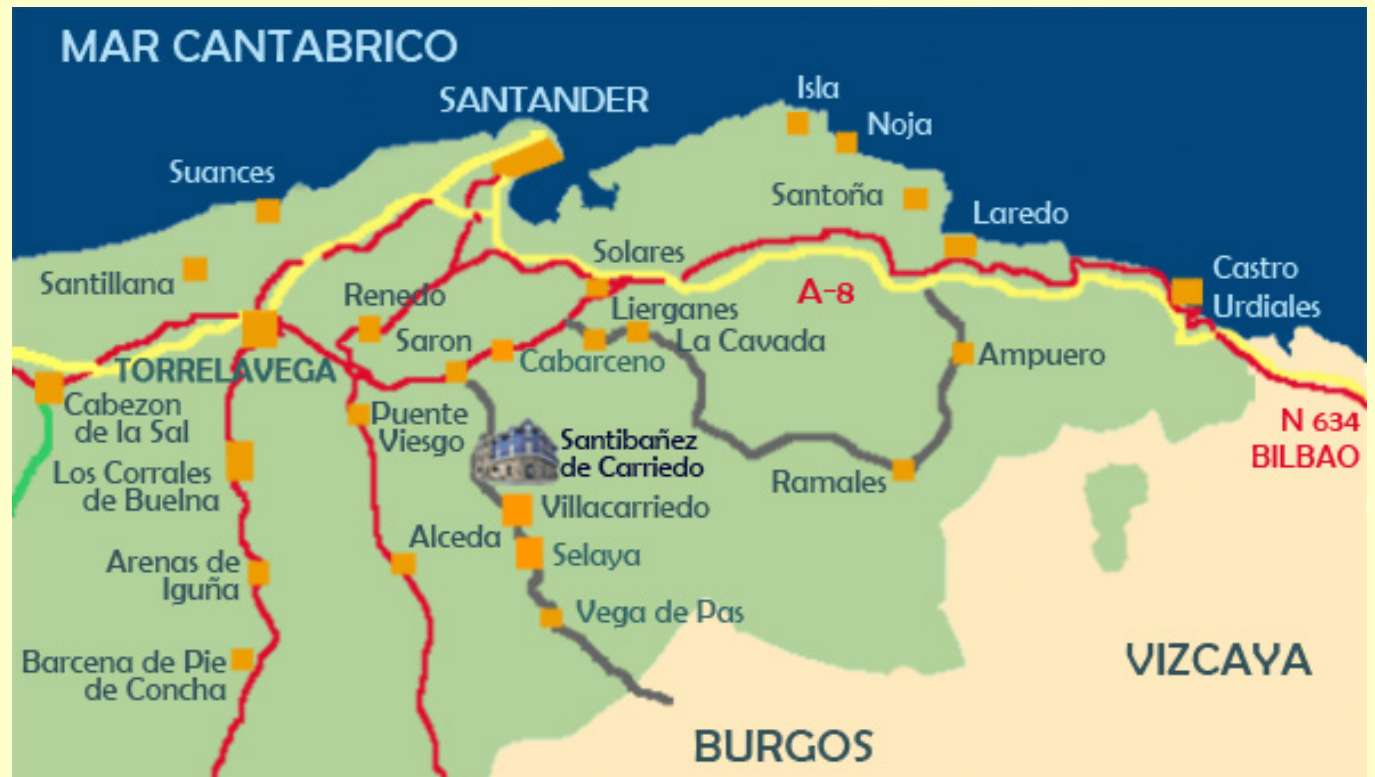 MAR CANTABRICO
SANTANDER
Isla
Noja
Suances
Santoña
Laredo
Santillana
Solares
Castro
Urdiales
Renedo
Lierganes
A-8
Saron
La Cavada
Cabarceno
Ampuero
TORRELAVEGA
Cabezon
de la Sal
Puente
Viesgo
N 634
BILBAO
Santibañez
de Carriedo
Los Corrales
de Buelna
Ramales
Villacarriedo
Alceda
Selaya
Arenas de
Iguña
Vega de Pas
Barcena de Pie
de Concha
VIZCAYA
BURGOS